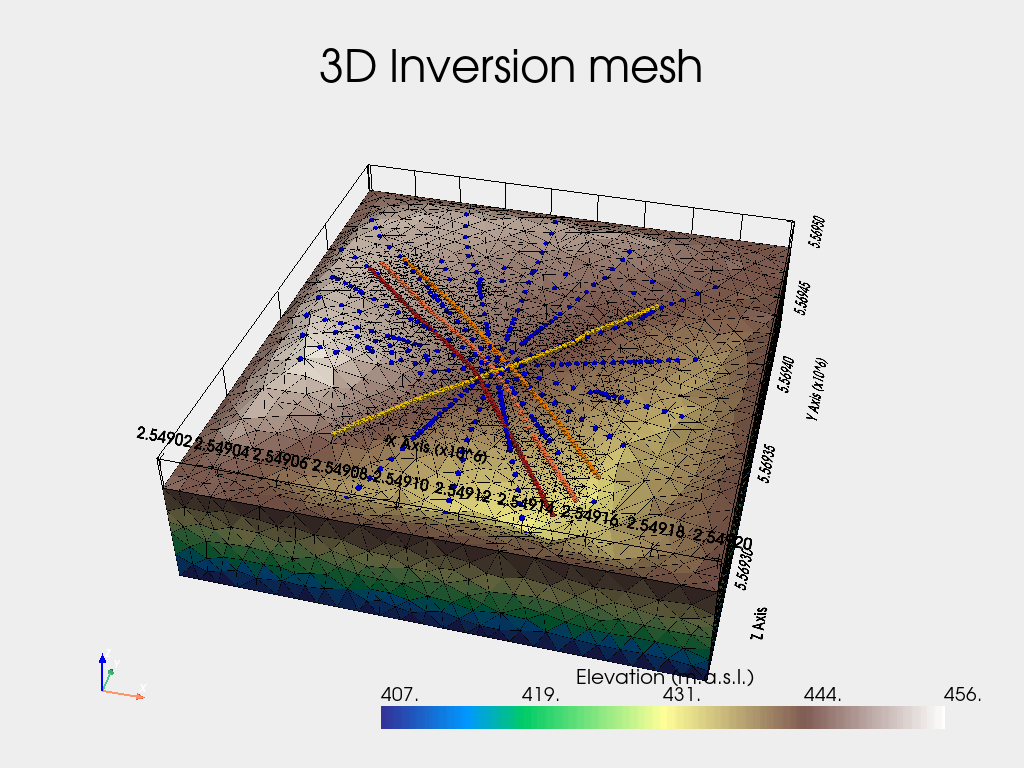 3D Inversion mesh
5.56950
5.56945
5.56940
Y Axis (x10^6)
5.56935
5.56930
2.54902 2.54904 2.54906 2.54908 2.54910 2.54912 2.54914 2.54916 2.54918 2.54920
X Axis (x10^6)
Z Axis
Elevation (m.a.s.l.)
407. 419. 431. 444. 456.
X